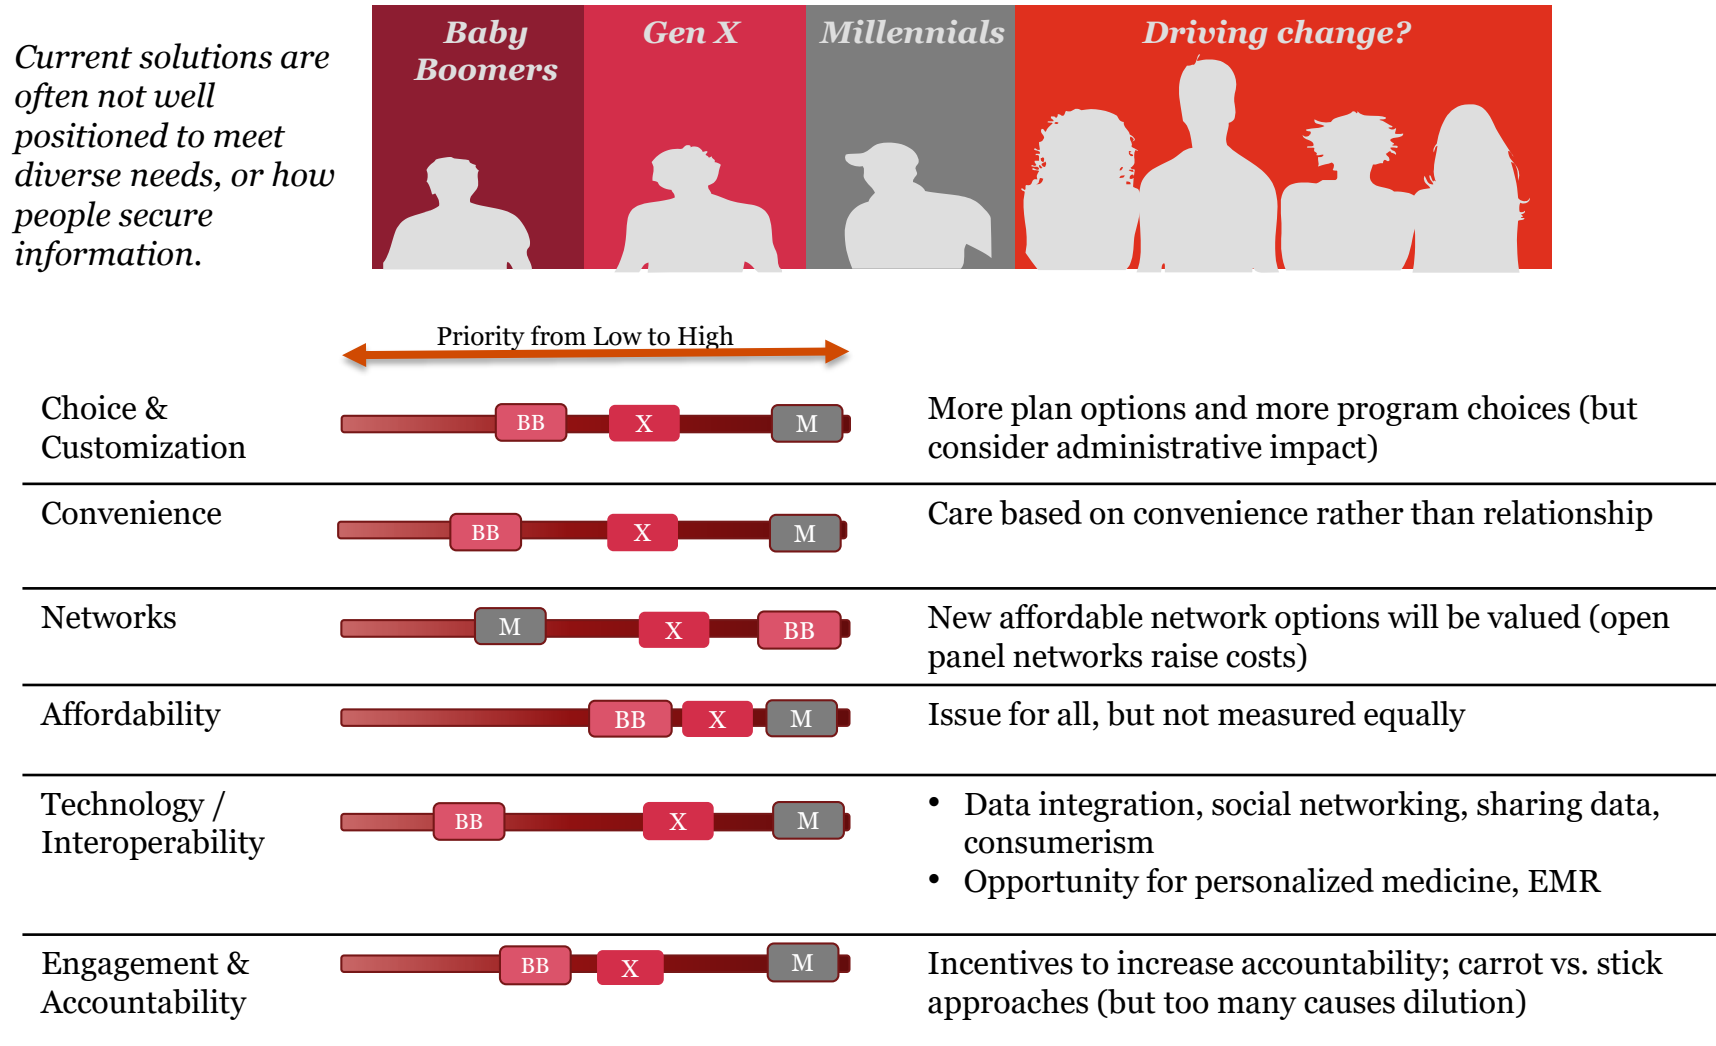 Current solutions are
often not well
positioned to meet
diverse needs, or how
people secure
information.
Baby
Boomers
Gen X
Millennials
Driving change?
Priority from Low to High
Choice &
Customization
BB
X
M
More plan options and more program choices (but
consider administrative impact)
Convenience
BB
X
M
Care based on convenience rather than relationship
Networks
M
X
BB
New affordable network options will be valued (open
panel networks raise costs)
Affordability
BB
X
M
Issue for all, but not measured equally
Technology /
Interoperability
BB
X
M
• Data integration, social networking, sharing data,
consumerism
• Opportunity for personalized medicine, EMR
Engagement &
Accountability
BB
X
M
Incentives to increase accountability; carrot vs. stick
approaches (but too many causes dilution)